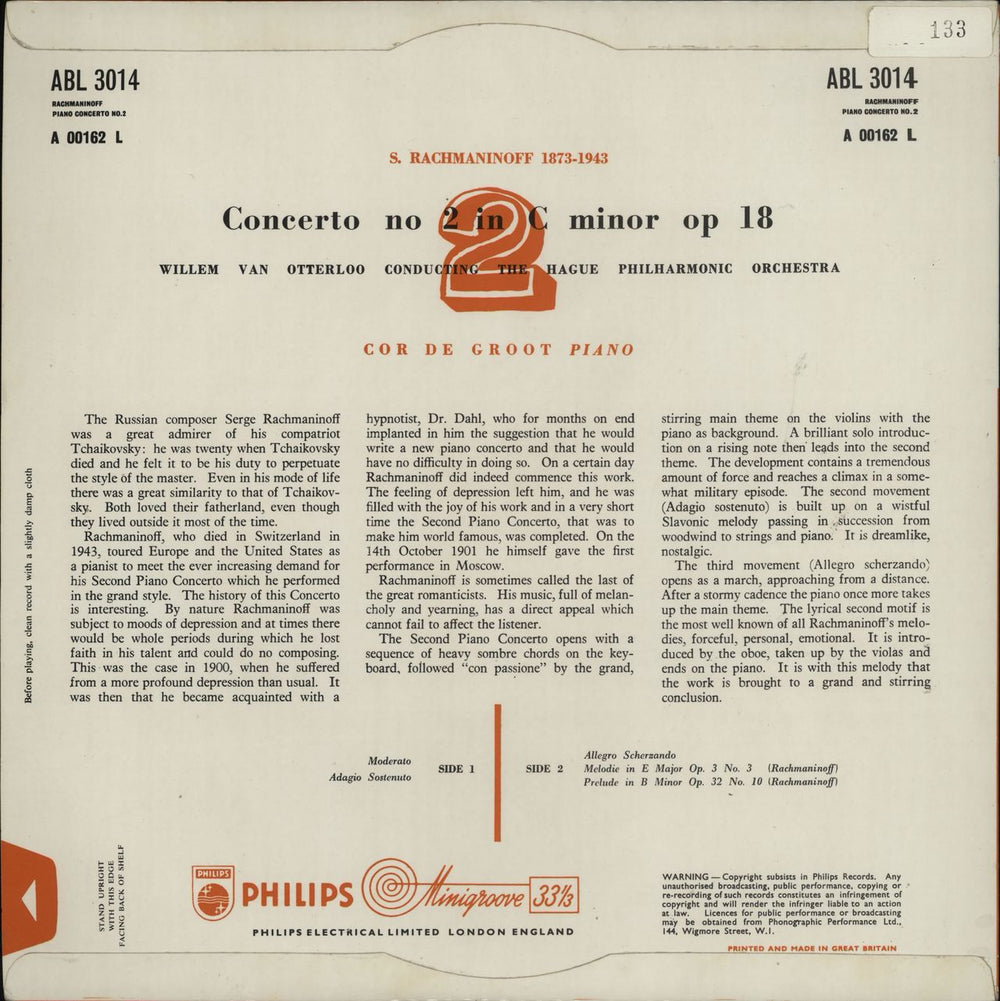 133
ABL 3014
RACHMANINOFF
PIANO CONCERTO NO.2
A 00162 L
ABL 3014
RACHMANINOFF
PIANO CONCERTO NO.2
A 00162 L
S. RACHMANINOFF 1873-1943
2
Concerto no 2 in C minor op 18
WILLEM VAN OTTERLOO CONDUCTING THE HAGUE PHILHARMONIC ORCHESTRA
COR DE GROOT PIANO
The Russian composer Serge Rachmaninoff
was a great admirer of his compatriot
Tchaikovsky: he was twenty when Tchaikovsky
died and he felt it to be his duty to perpetuate
the style of the master. Even in his mode of life
there was a great similarity to that of Tchaikov-
sky. Both loved their fatherland, even though
they lived outside it most of the time.
Rachmaninoff, who died in Switzerland in
1943, toured Europe and the United States as
a pianist to meet the ever increasing demand for
his Second Piano Concerto which he performed
in the grand style. The history of this Concerto
is interesting. By nature Rachmaninoff was
subject to moods of depression and at times there
would be whole periods during which he lost
faith in his talent and could do no composing.
This was the case in 1900, when he suffered
from a more profound depression than usual. It
was then that he became acquainted with a
hypnotist, Dr. Dahl, who for months on end
implanted in him the suggestion that he would
write a new piano concerto and that he would
have no difficulty in doing so. On a certain day
Rachmaninoff did indeed commence this work.
The feeling of depression left him, and he was
filled with the joy of his work and in a very short
time the Second Piano Concerto, that was to
make him world famous, was completed. On the
14th October 1901 he himself gave the first
performance in Moscow.
Rachmaninoff is sometimes called the last of
the great romanticists. His music, full of melan-
choly and yearning, has a direct appeal which
cannot fail to affect the listener.
The Second Piano Concerto opens with a
sequence of heavy sombre chords on the key-
board, followed "con passione" by the grand,
stirring main theme on the violins with the
piano as background. A brilliant solo introduc-
tion on a rising note then leads into the second
theme. The development contains a tremendous
amount of force and reaches a climax in a some-
what military episode. The second movement
(Adagio sostenuto) is built up on a wistful
Slavonic melody passing in succession from
woodwind to strings and piano. It is dreamlike,
nostalgic.
The third movement (Allegro scherzando)
opens as a march, approaching from a distance.
After a stormy cadence the piano once more takes
up the main theme. The lyrical second motif is
the most well known of all Rachmaninoff's melo-
dies, forceful, personal, emotional. It is intro-
duced by the oboe, taken up by the violas and
ends on the piano. It is with this melody that
the work is brought to a grand and stirring
conclusion.
Before playing, clean record with a slightly damp cloth
Moderato
Adagio Sostenuto
SIDE 1
SIDE 2
Allegro Scherzando
Melodie in E Major Op. 3 No. 3 (Rachmaninoff)
Prelude in B Minor Op. 32 No. 10 (Rachmaninoff)
STAND UPRIGHT
WITH THIS EDGE
FACING BACK OF SHELF
PHILIPS
PHILIPS Minigroove 33⅓
PHILIPS ELECTRICAL LIMITED LONDON ENGLAND
WARNING — Copyright subsists in Philips Records. Any
unauthorised broadcasting, public performance, copying or
re-recording of such records constitutes an infringement of
copyright and will render the infringer liable to an action
at law. Licences for public performance or broadcasting
may be obtained from Phonographic Performance Ltd.,
144, Wigmore Street, W.1.
PRINTED AND MADE IN GREAT BRITAIN